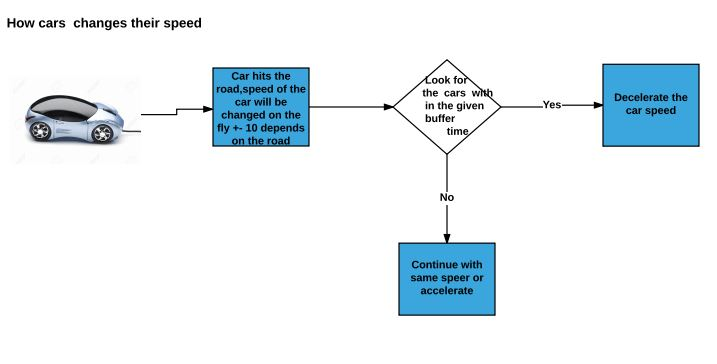 How cars changes their speed
Car hits the
road,speed of the
car will be
changed on the
fly +- 10 depends
on the road
Look for
the cars with
in the given
buffer
time
Yes
Decelerate the
car speed
No
Continue with
same speer or
accelerate